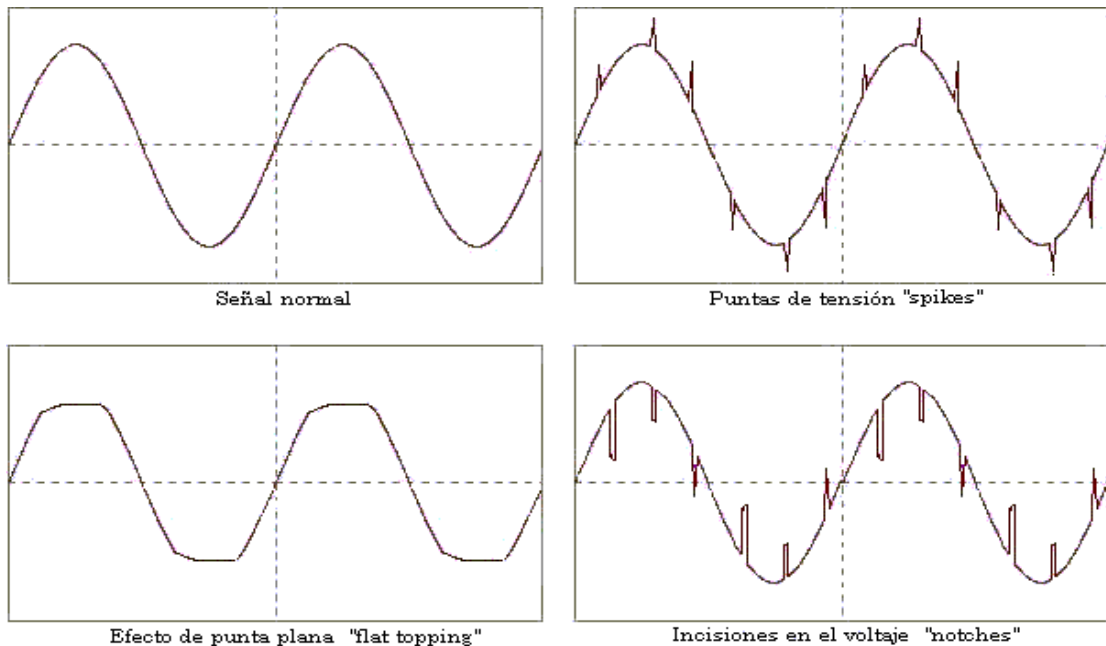 Señal normal
Puntas de tensión "spikes"
Efecto de punta plana "flat topping"
Incisiones en el voltaje "notches"